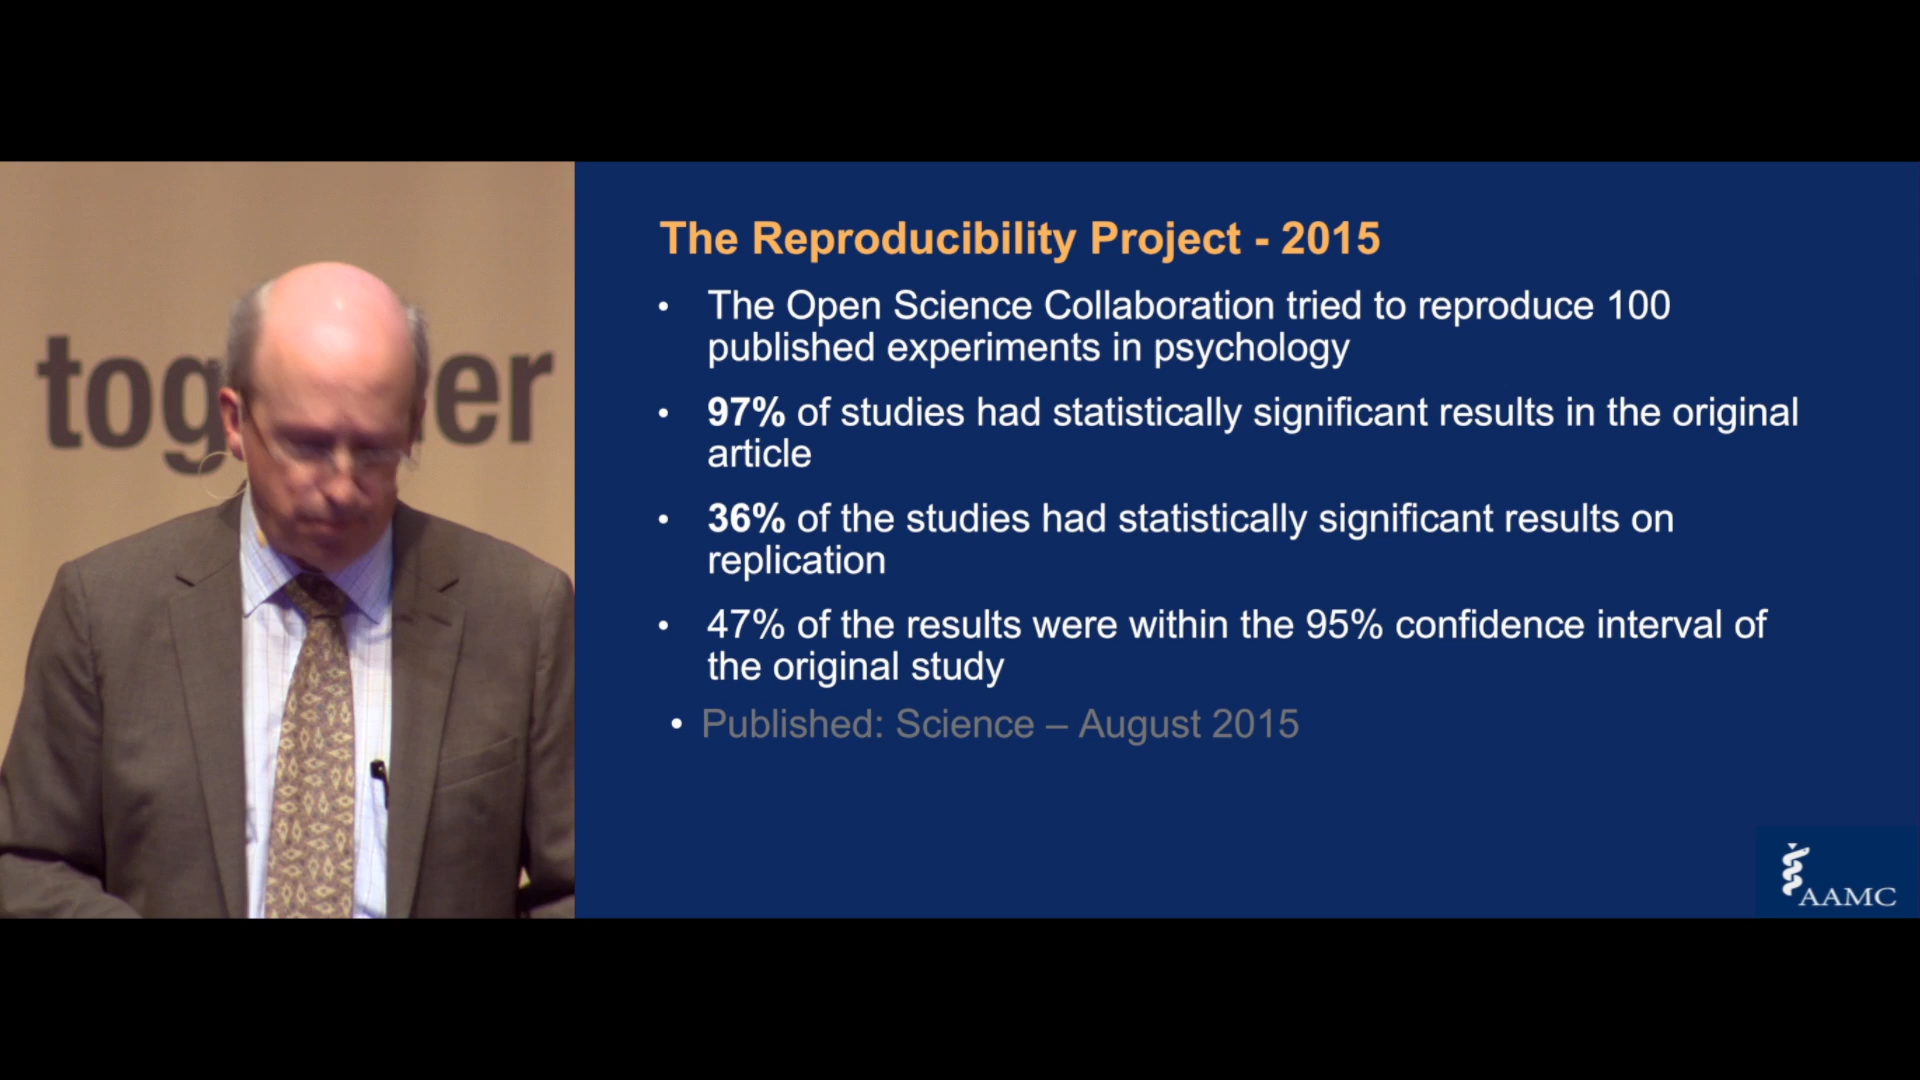 The Reproducibility Project - 2015
• The Open Science Collaboration tried to reproduce 100
published experiments in psychology
• 97% of studies had statistically significant results in the original
article
• 36% of the studies had statistically significant results on
replication
• 47% of the results were within the 95% confidence interval of
the original study
• Published: Science – August 2015
AAMC